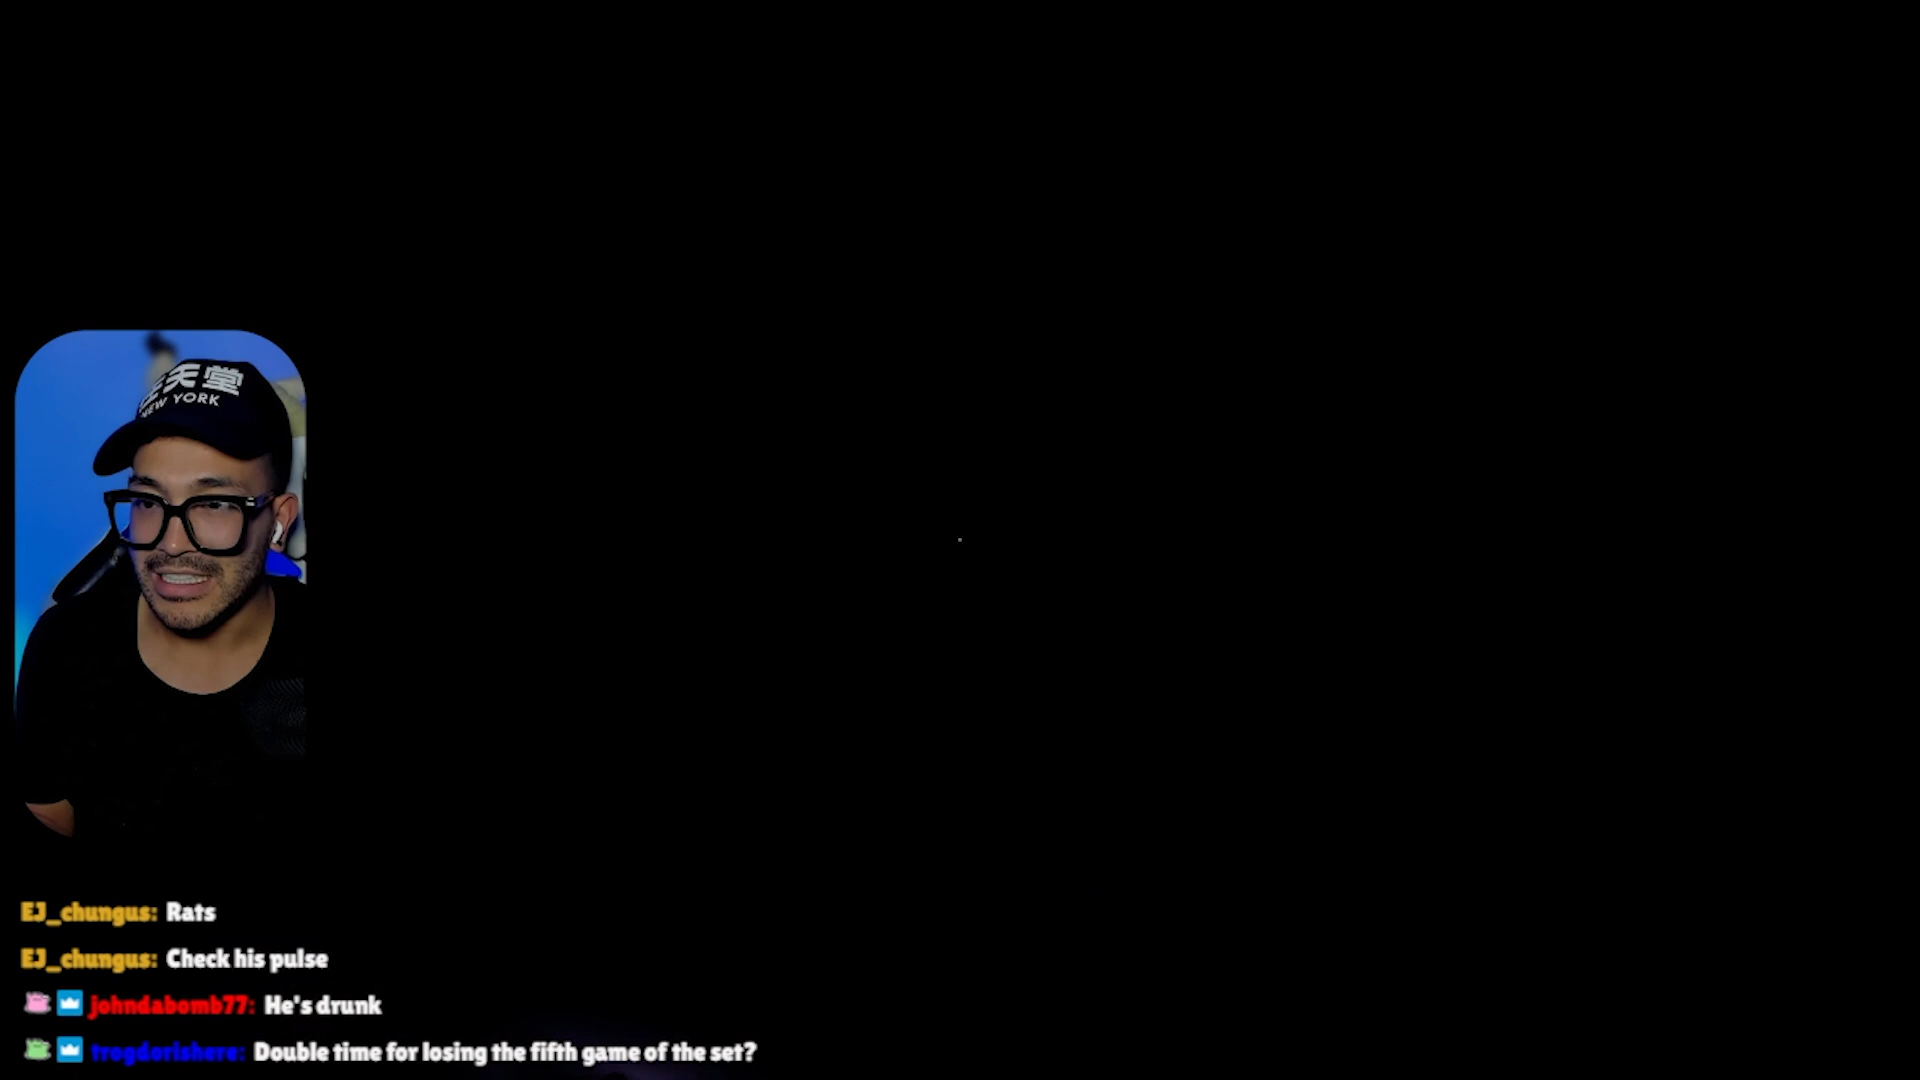 天堂
NEW YORK
EJ_chungus: Rats
EJ_chungus: Check his pulse
johndabomb77: He's drunk
trogdorishere: Double time for losing the fifth game of the set?